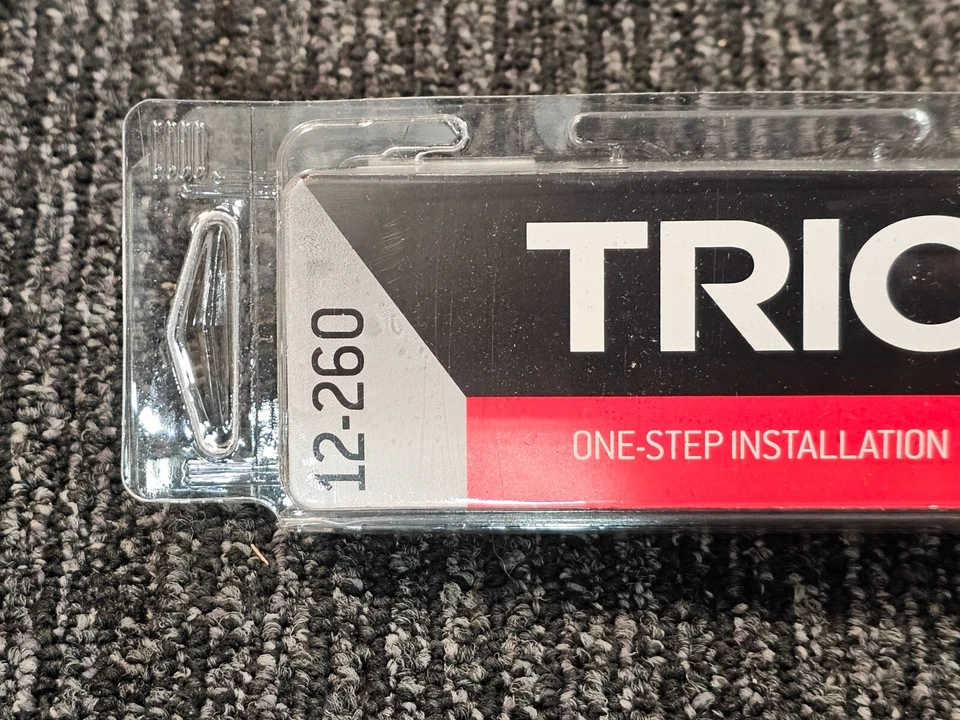 12-260
TRIC
ONE-STEP INSTALLATION